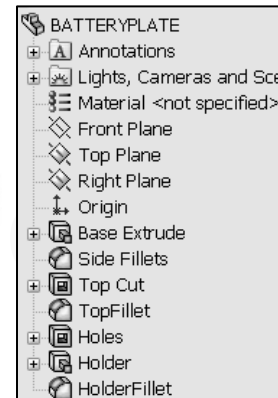 BATTERYPLATE
A Annotations
Lights, Cameras and Sce
Material <not specified>
Front Plane
Top Plane
Right Plane
Origin
Base Extrude
Side Fillets
Top Cut
TopFillet
Holes
Holder
HolderFillet